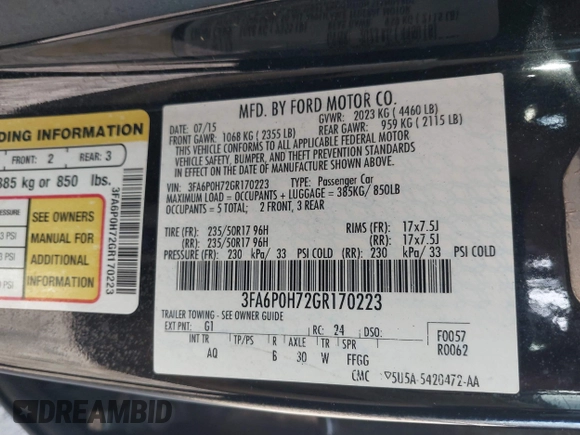 DING INFORMATION
FRONT: 2 REAR: 3
385 kg or 850 lbs.
SEE OWNERS
MANUAL FOR
ADDITIONAL
INFORMATION
PSI
PSI
3FA6P0H72GR170223
MFD. BY FORD MOTOR CO.
DATE: 07/15 GVWR: 2023 KG ( 4460 LB)
FRONT GAWR: 1068 KG ( 2355 LB) REAR GAWR: 959 KG ( 2115 LB)
THIS VEHICLE CONFORMS TO ALL APPLICABLE FEDERAL MOTOR
VEHICLE SAFETY, BUMPER, AND THEFT PREVENTION STANDARDS
IN EFFECT ON THE DATE OF MANUFACTURE SHOWN ABOVE.
VIN: 3FA6P0H72GR170223 TYPE: Passenger Car
MAXIMUM LOAD = OCCUPANTS + LUGGAGE = 385KG/ 850LB
OCCUPANTS = 5 TOTAL; 2 FRONT, 3 REAR
TIRE (FR): 235/50R17 96H RIMS (FR): 17x7.5J
(RR): 235/50R17 96H (RR): 17x7.5J
PRESSURE (FR): 230 kPa/ 33 PSI COLD (RR): 230 kPa/ 33 PSI COLD
3FA6P0H72GR170223
TRAILER TOWING - SEE OWNER GUIDE
EXT PNT: G1 RC: 24 DSO: F0057
INT TR TP/PS R AXLE TR SPR R0062
AQ 6 30 W FFGG
CMC 5U5A-5420472-AA
DREAMBID